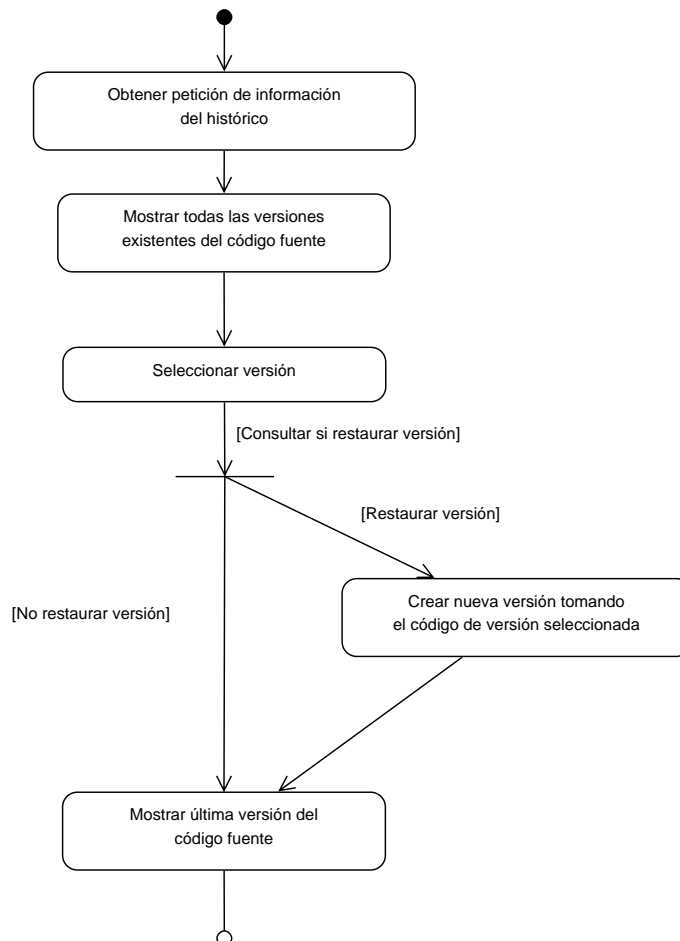 Obtener petición de información
del histórico
Mostrar todas las versiones
existentes del código fuente
Seleccionar versión
[Consultar si restaurar versión]
[Restaurar versión]
[No restaurar versión]
Crear nueva versión tomando
el código de versión seleccionada
Mostrar última versión del
código fuente